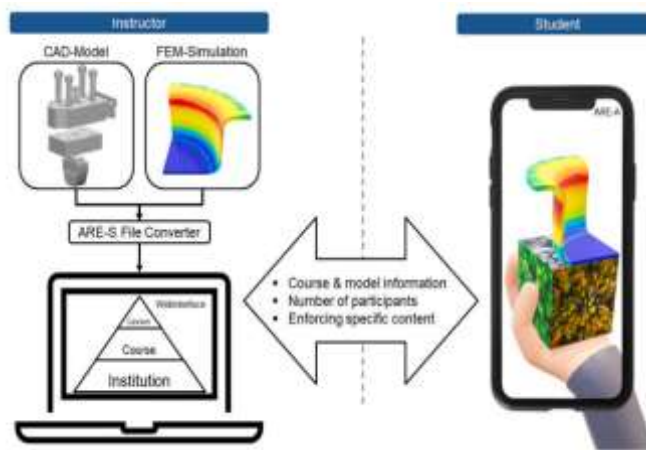 Instructor
Student
CAD-Model
FEM-Simulation
ARE-A
ARE-S File Converter
Webinterface
Lesson
Course
Institution
• Course & model information
• Number of participants
• Enforcing specific content